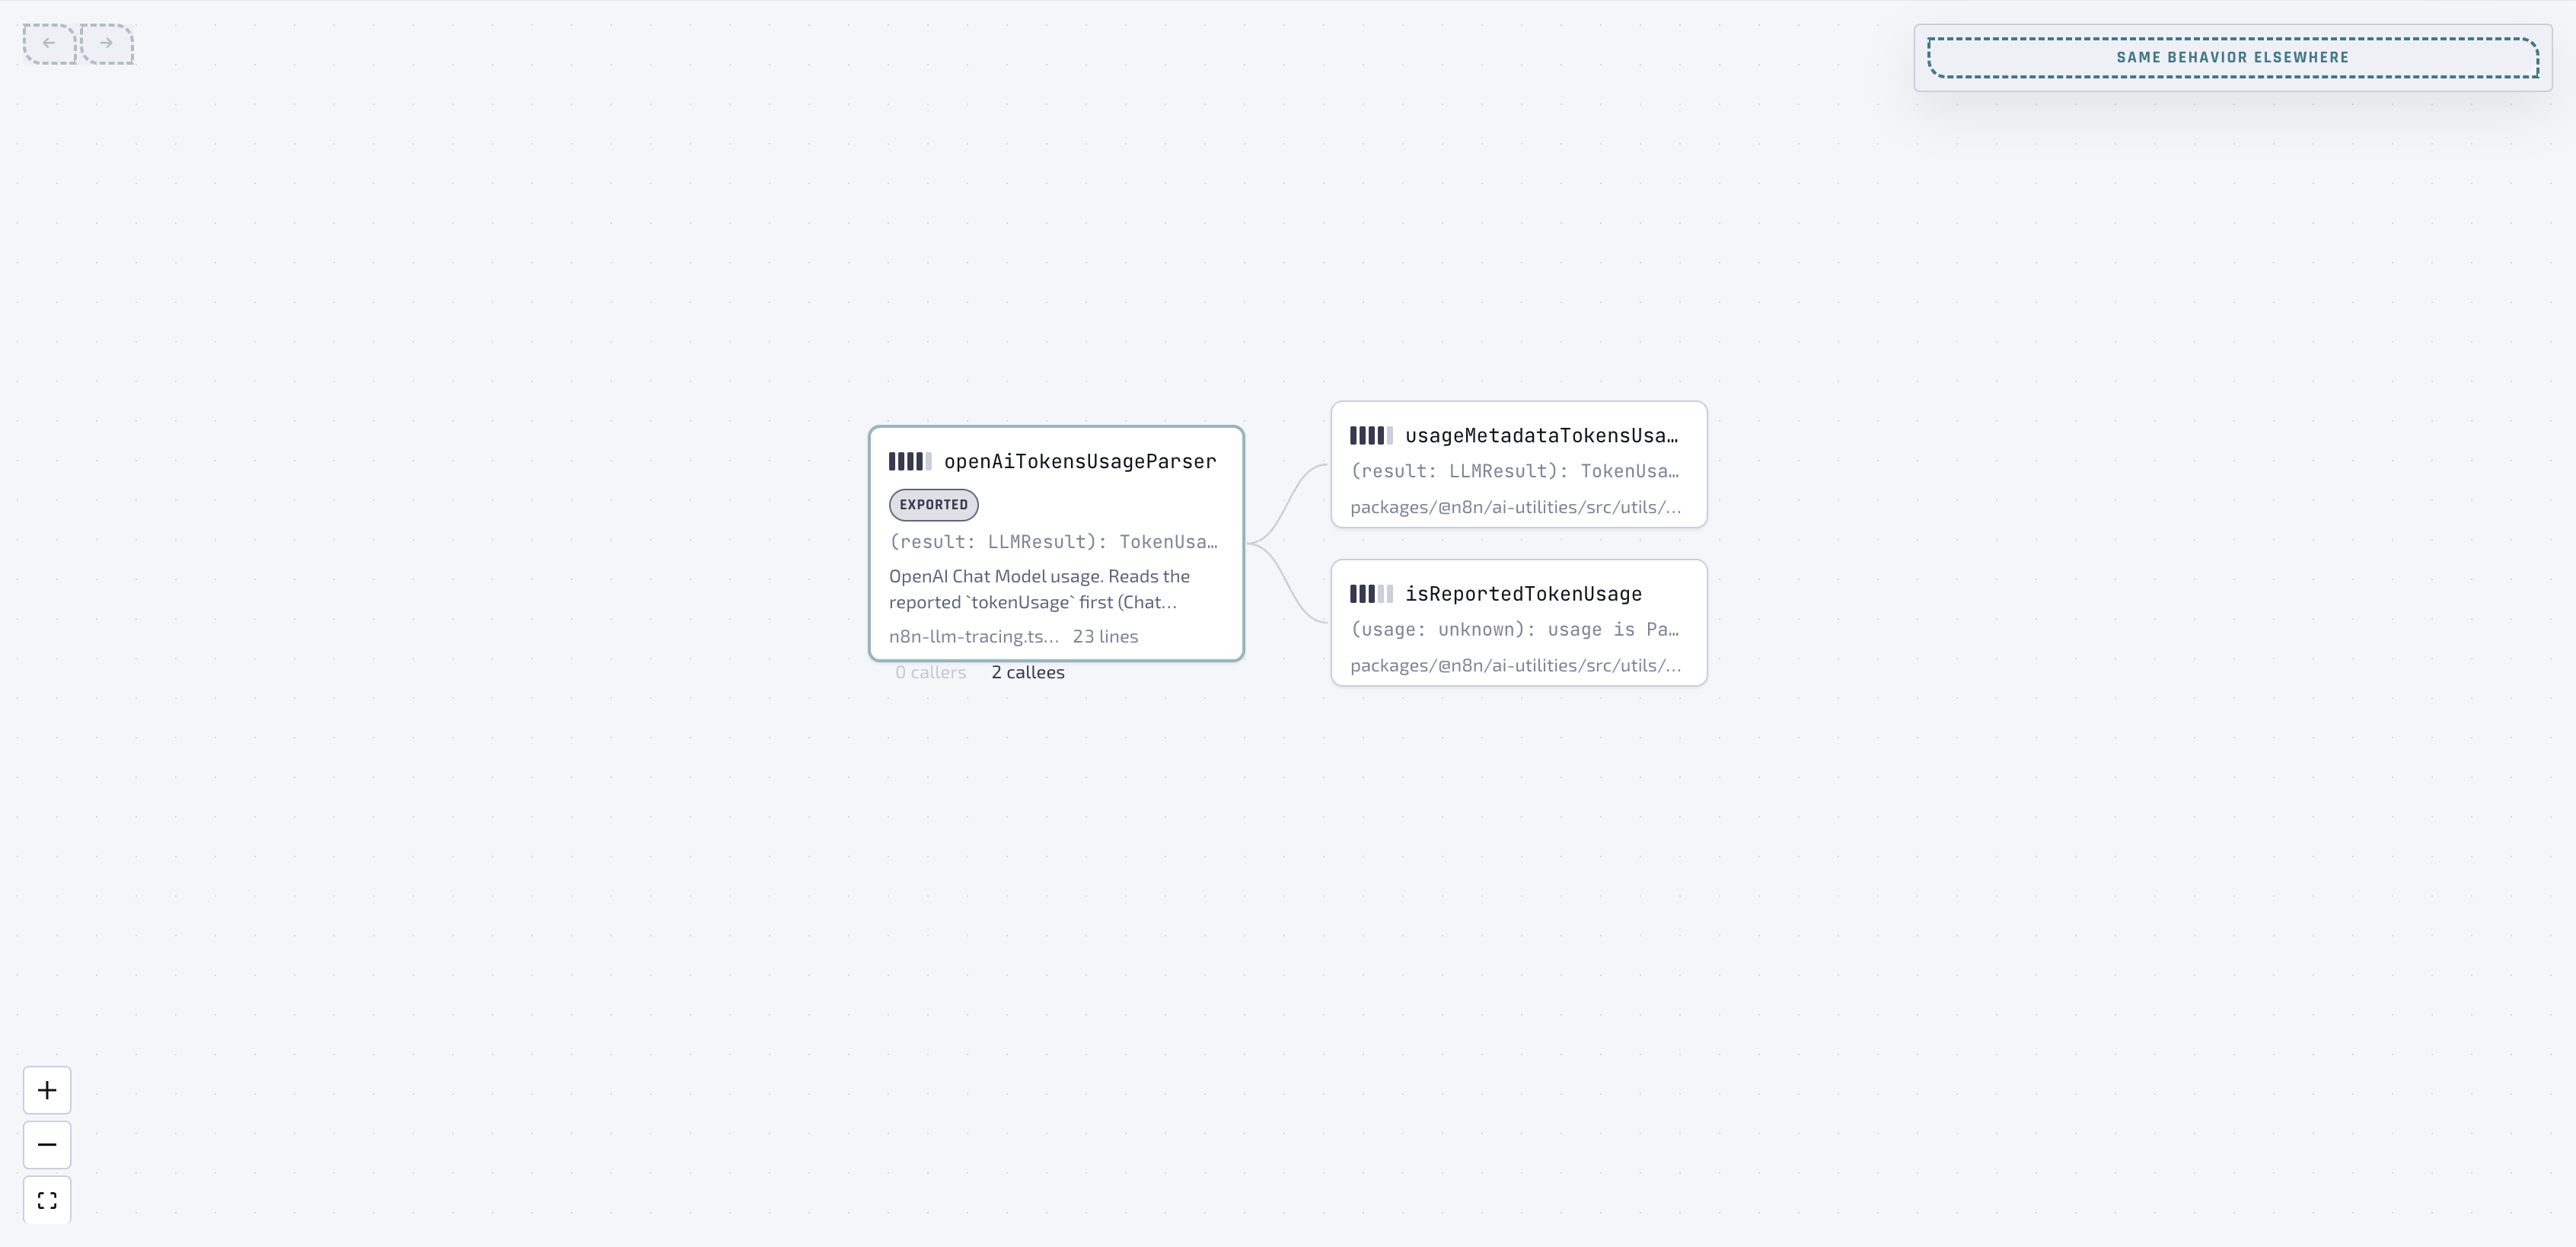 SAME BEHAVIOR ELSEWHERE
openAiTokensUsageParser
EXPORTED
(result: LLMResult): TokenUsa…
OpenAI Chat Model usage. Reads the
reported `tokenUsage` first (Chat…
n8n-llm-tracing.ts… 23 lines
0 callers 2 callees
usageMetadataTokensUsa…
(result: LLMResult): TokenUsa…
packages/@n8n/ai-utilities/src/utils/…
isReportedTokenUsage
(usage: unknown): usage is Pa…
packages/@n8n/ai-utilities/src/utils/…